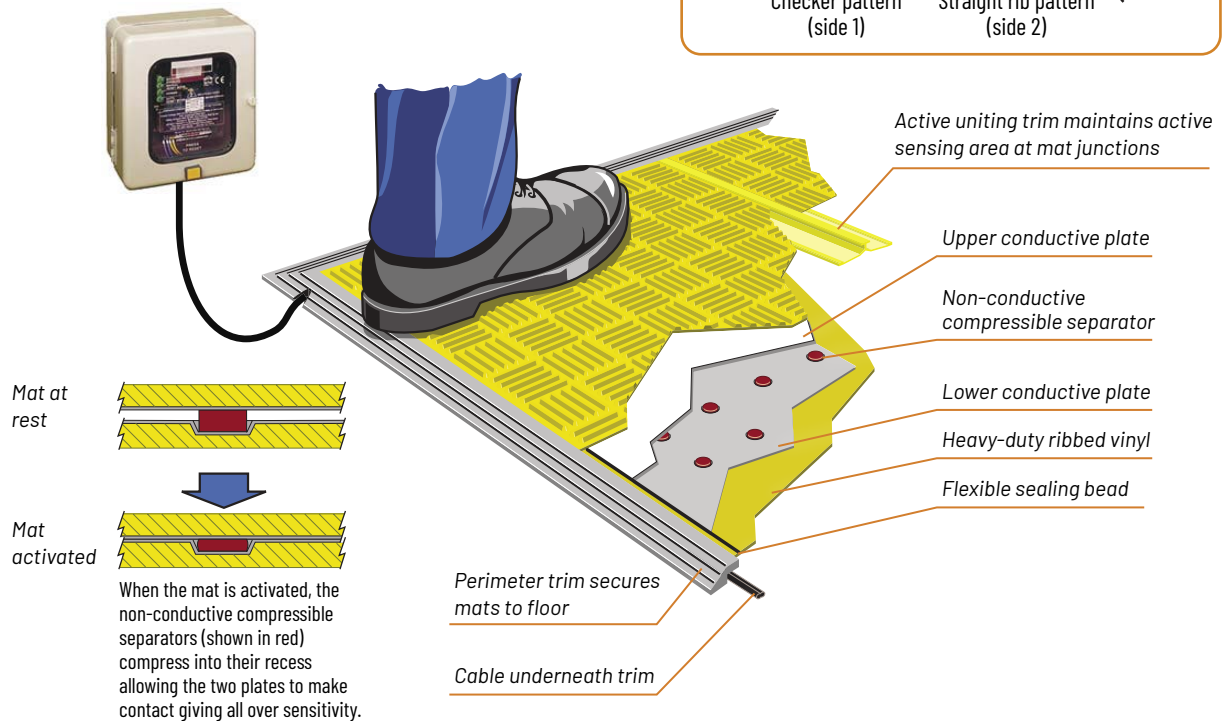 Checker pattern
(side 1)
Straight rib pattern
(side 2)
Active uniting trim maintains active
sensing area at mat junctions
Upper conductive plate
Non-conductive
compressible separator
Lower conductive plate
Heavy-duty ribbed vinyl
Flexible sealing bead
Mat at
rest
Mat
activated
When the mat is activated, the
non-conductive compressible
separators (shown in red)
compress into their recess
allowing the two plates to make
contact giving all over sensitivity.
Perimeter trim secures
mats to floor
Cable underneath trim